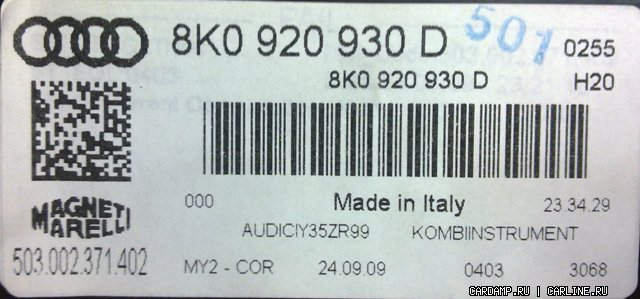 8K0 920 930 D 501 0255
8K0 920 930 D H20
000 Made in Italy 23.34.29
MAGNETI
MARELLI
AUDICIY35ZR99 KOMBIINSTRUMENT
503.002.371.402
MY2 - COR 24.09.09 0403 3068
CARDAMP.RU | CARLINE.RU